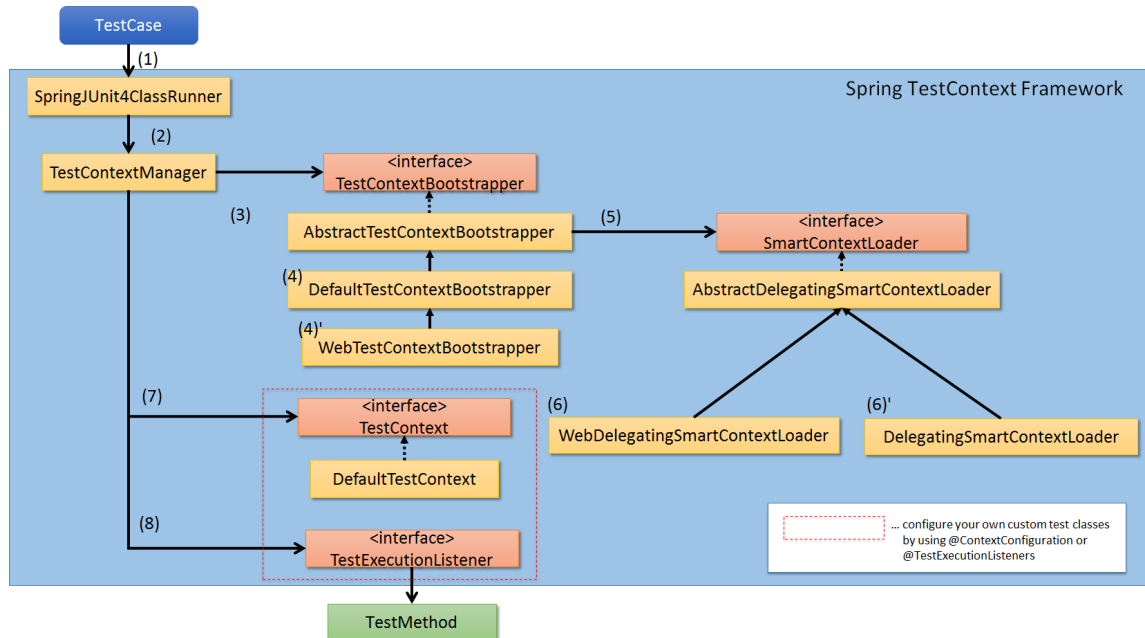 TestCase
(1)
Spring TestContext Framework
SpringJUnit4ClassRunner
(2)
TestContextManager
<interface>
TestContextBootstrapper
(3)
AbstractTestContextBootstrapper
(5)
<interface>
SmartContextLoader
(4)
DefaultTestContextBootstrapper
AbstractDelegatingSmartContextLoader
(4)'
WebTestContextBootstrapper
(7)
<interface>
TestContext
(6)
WebDelegatingSmartContextLoader
(6)'
DelegatingSmartContextLoader
DefaultTestContext
(8)
<interface>
TestExecutionListener
... configure your own custom test classes
by using @ContextConfiguration or
@TestExecutionListeners
TestMethod